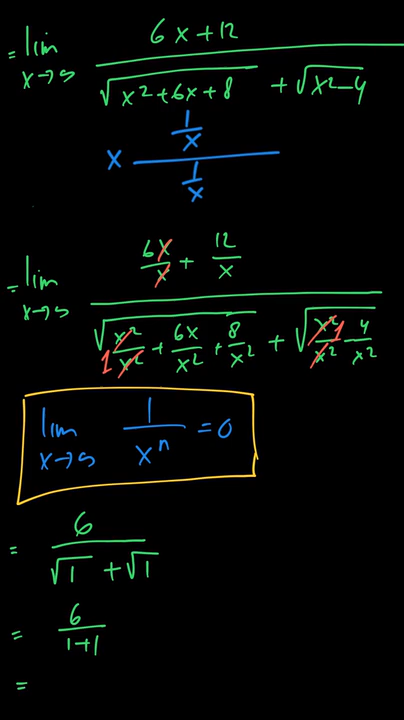 = lim x→∞ (6x+12) / (√(x²+6x+8) + √(x²-4)
× (1/x) / (1/x)
= lim x→∞ (6x/x + 12/x) / (√(x²/x² + 6x/x² + 8/x²) + √(x²/x² 4/x²)) 1 1
lim x→∞ 1/xⁿ = 0
= 6 / (√1 + √1)
= 6 / (1+1)
=